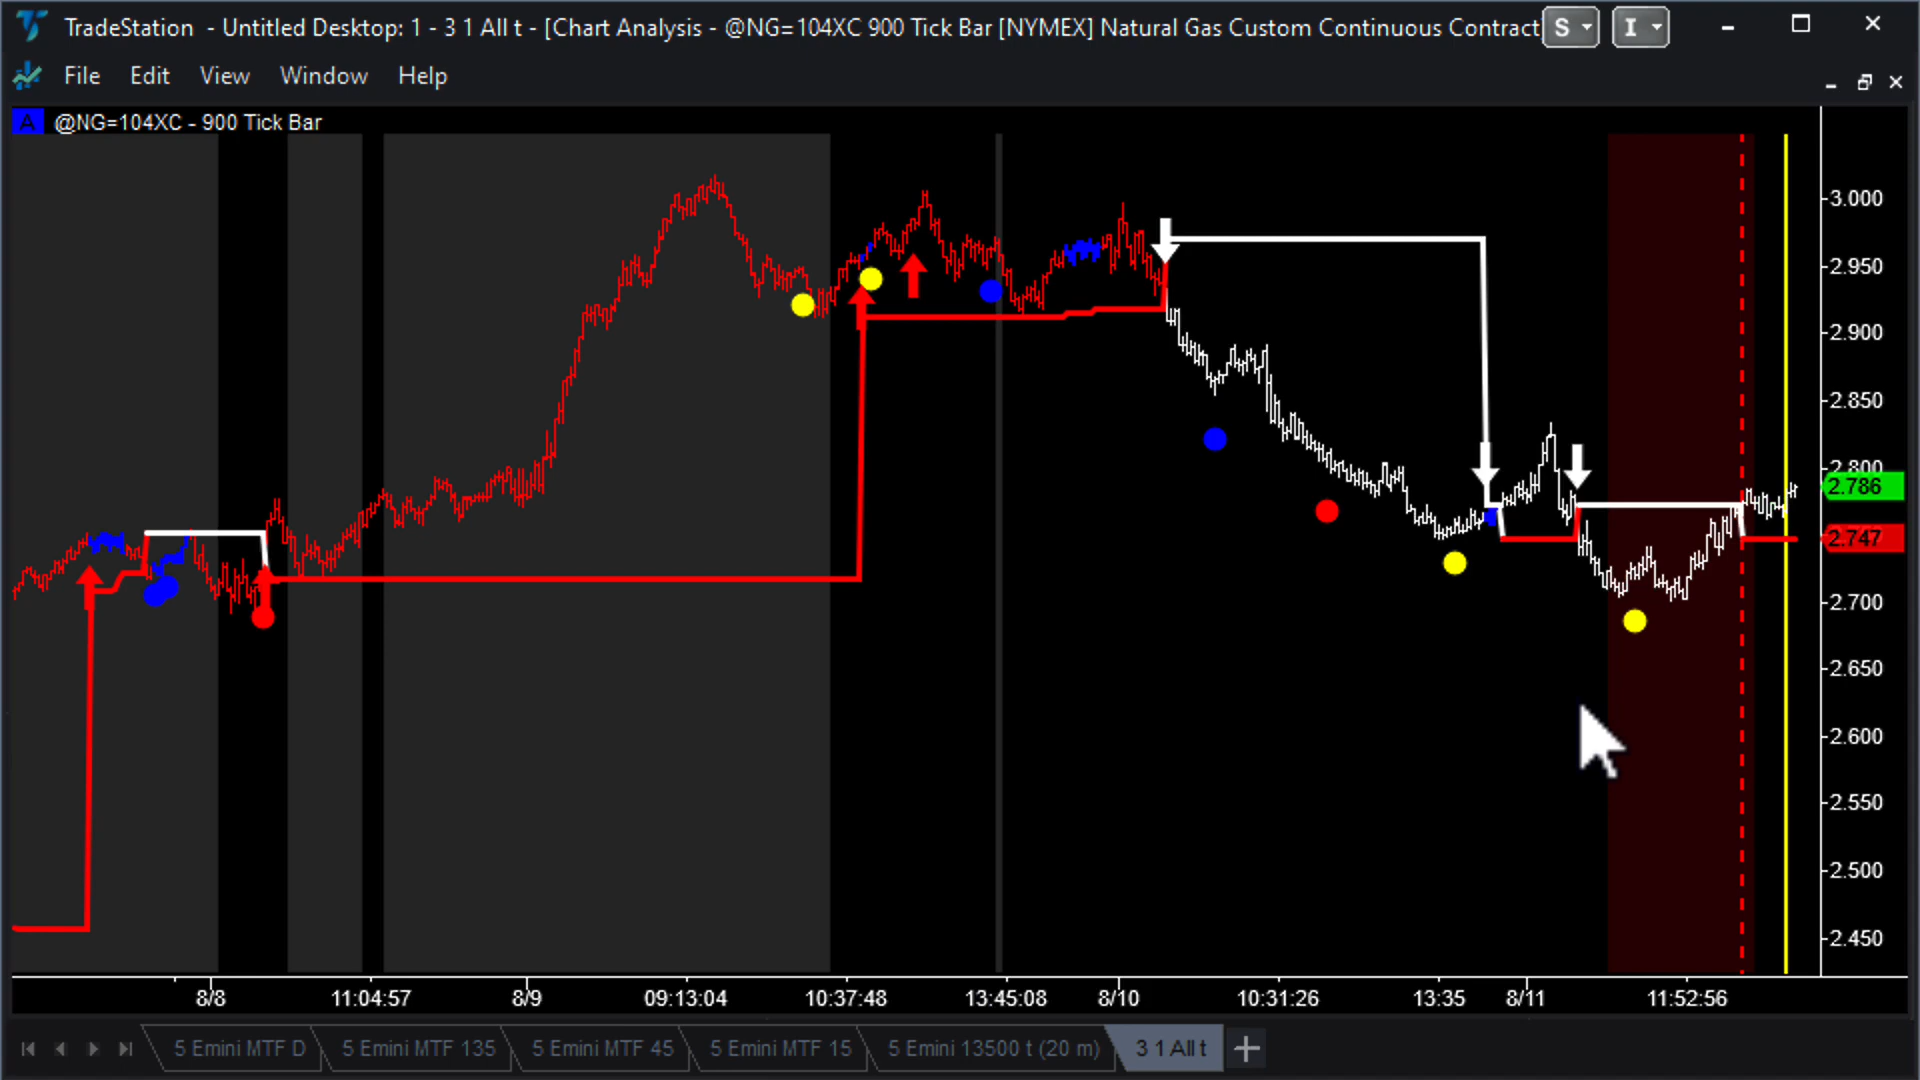 TradeStation - Untitled Desktop: 1 - 3 1 All t - [Chart Analysis - @NG=104XC 900 Tick Bar [NYMEX] Natural Gas Custom Continuous Contract
S I
File Edit View Window Help
A @NG=104XC - 900 Tick Bar
3.000
2.950
2.900
2.850
2.800
2.786
2.747
2.700
2.650
2.600
2.550
2.500
2.450
8/8 11:04:57 8/9 09:13:04 10:37:48 13:45:08 8/10 10:31:26 13:35 8/11 11:52:56
5 Emini MTF D 5 Emini MTF 135 5 Emini MTF 45 5 Emini MTF 15 5 Emini 13500 t (20 m) 3 1 All t +